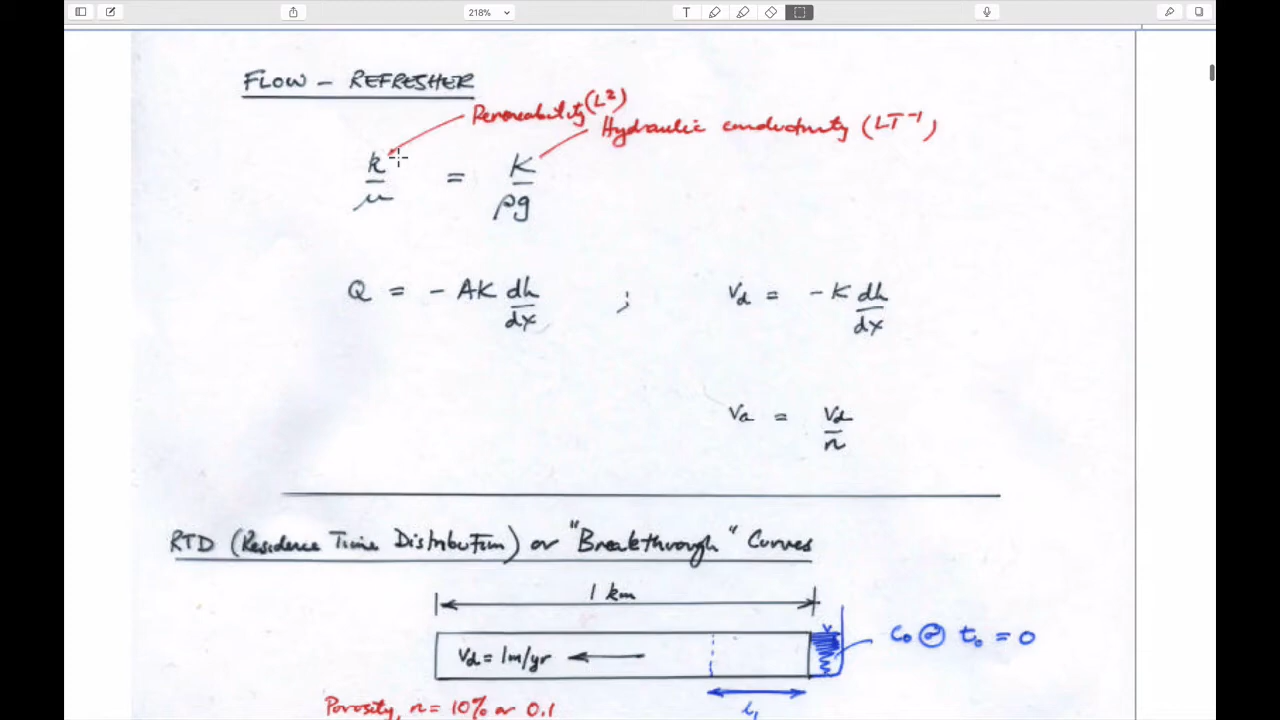 218%
T
FLOW - REFRESHER
Permeability (L²)
Hydraulic conductivity (LT⁻¹)
k/μ = K/ρg
Q = - AK dh/dx ; Vd = - K dh/dx
Va = Vd/n
RTD (Residence Time Distribution) or "Breakthrough" Curves
1 km
C₀ @ t₀ = 0
Vd = 1m/yr
Porosity, n = 10% or 0.1